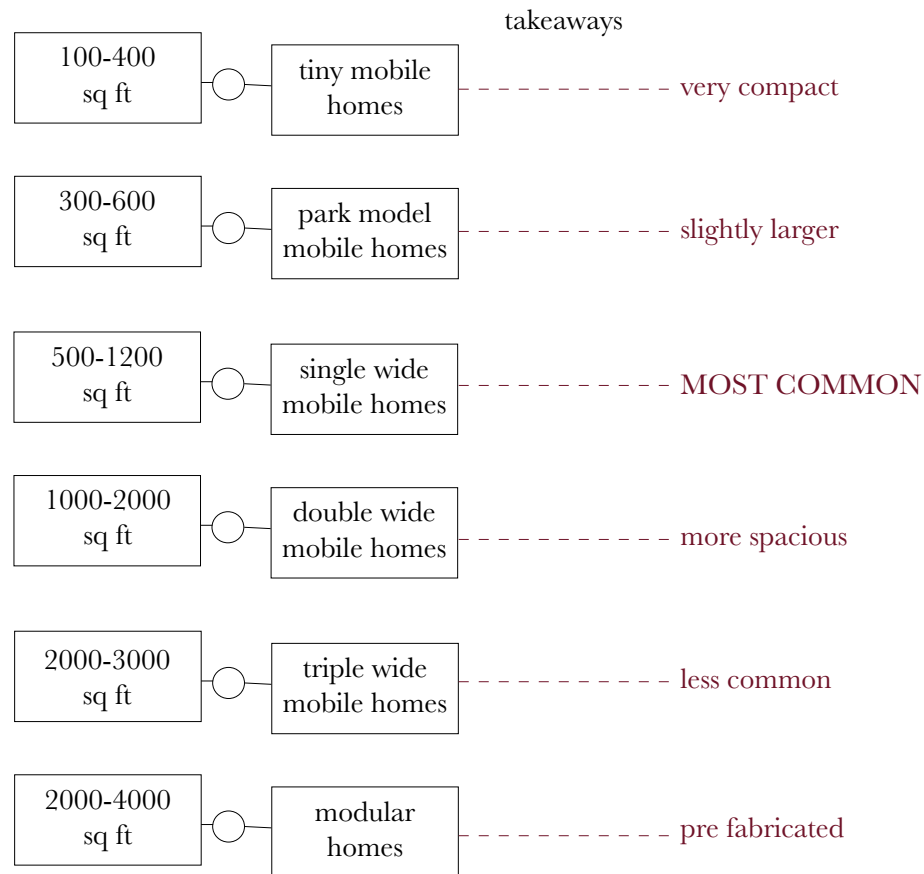 takeaways
100-400
sq ft
tiny mobile
homes
very compact
300-600
sq ft
park model
mobile homes
slightly larger
500-1200
sq ft
single wide
mobile homes
MOST COMMON
1000-2000
sq ft
double wide
mobile homes
more spacious
2000-3000
sq ft
triple wide
mobile homes
less common
2000-4000
sq ft
modular
homes
pre fabricated